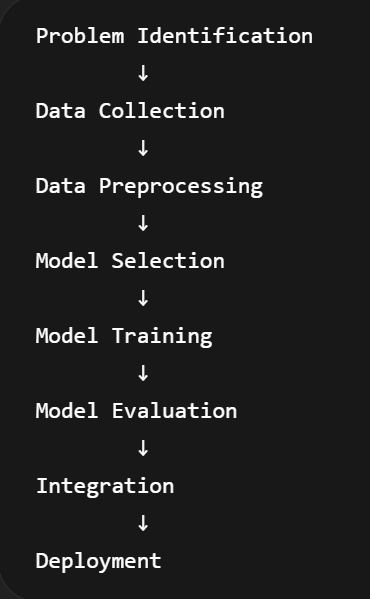 Problem Identification
↓
Data Collection
↓
Data Preprocessing
↓
Model Selection
↓
Model Training
↓
Model Evaluation
↓
Integration
↓
Deployment